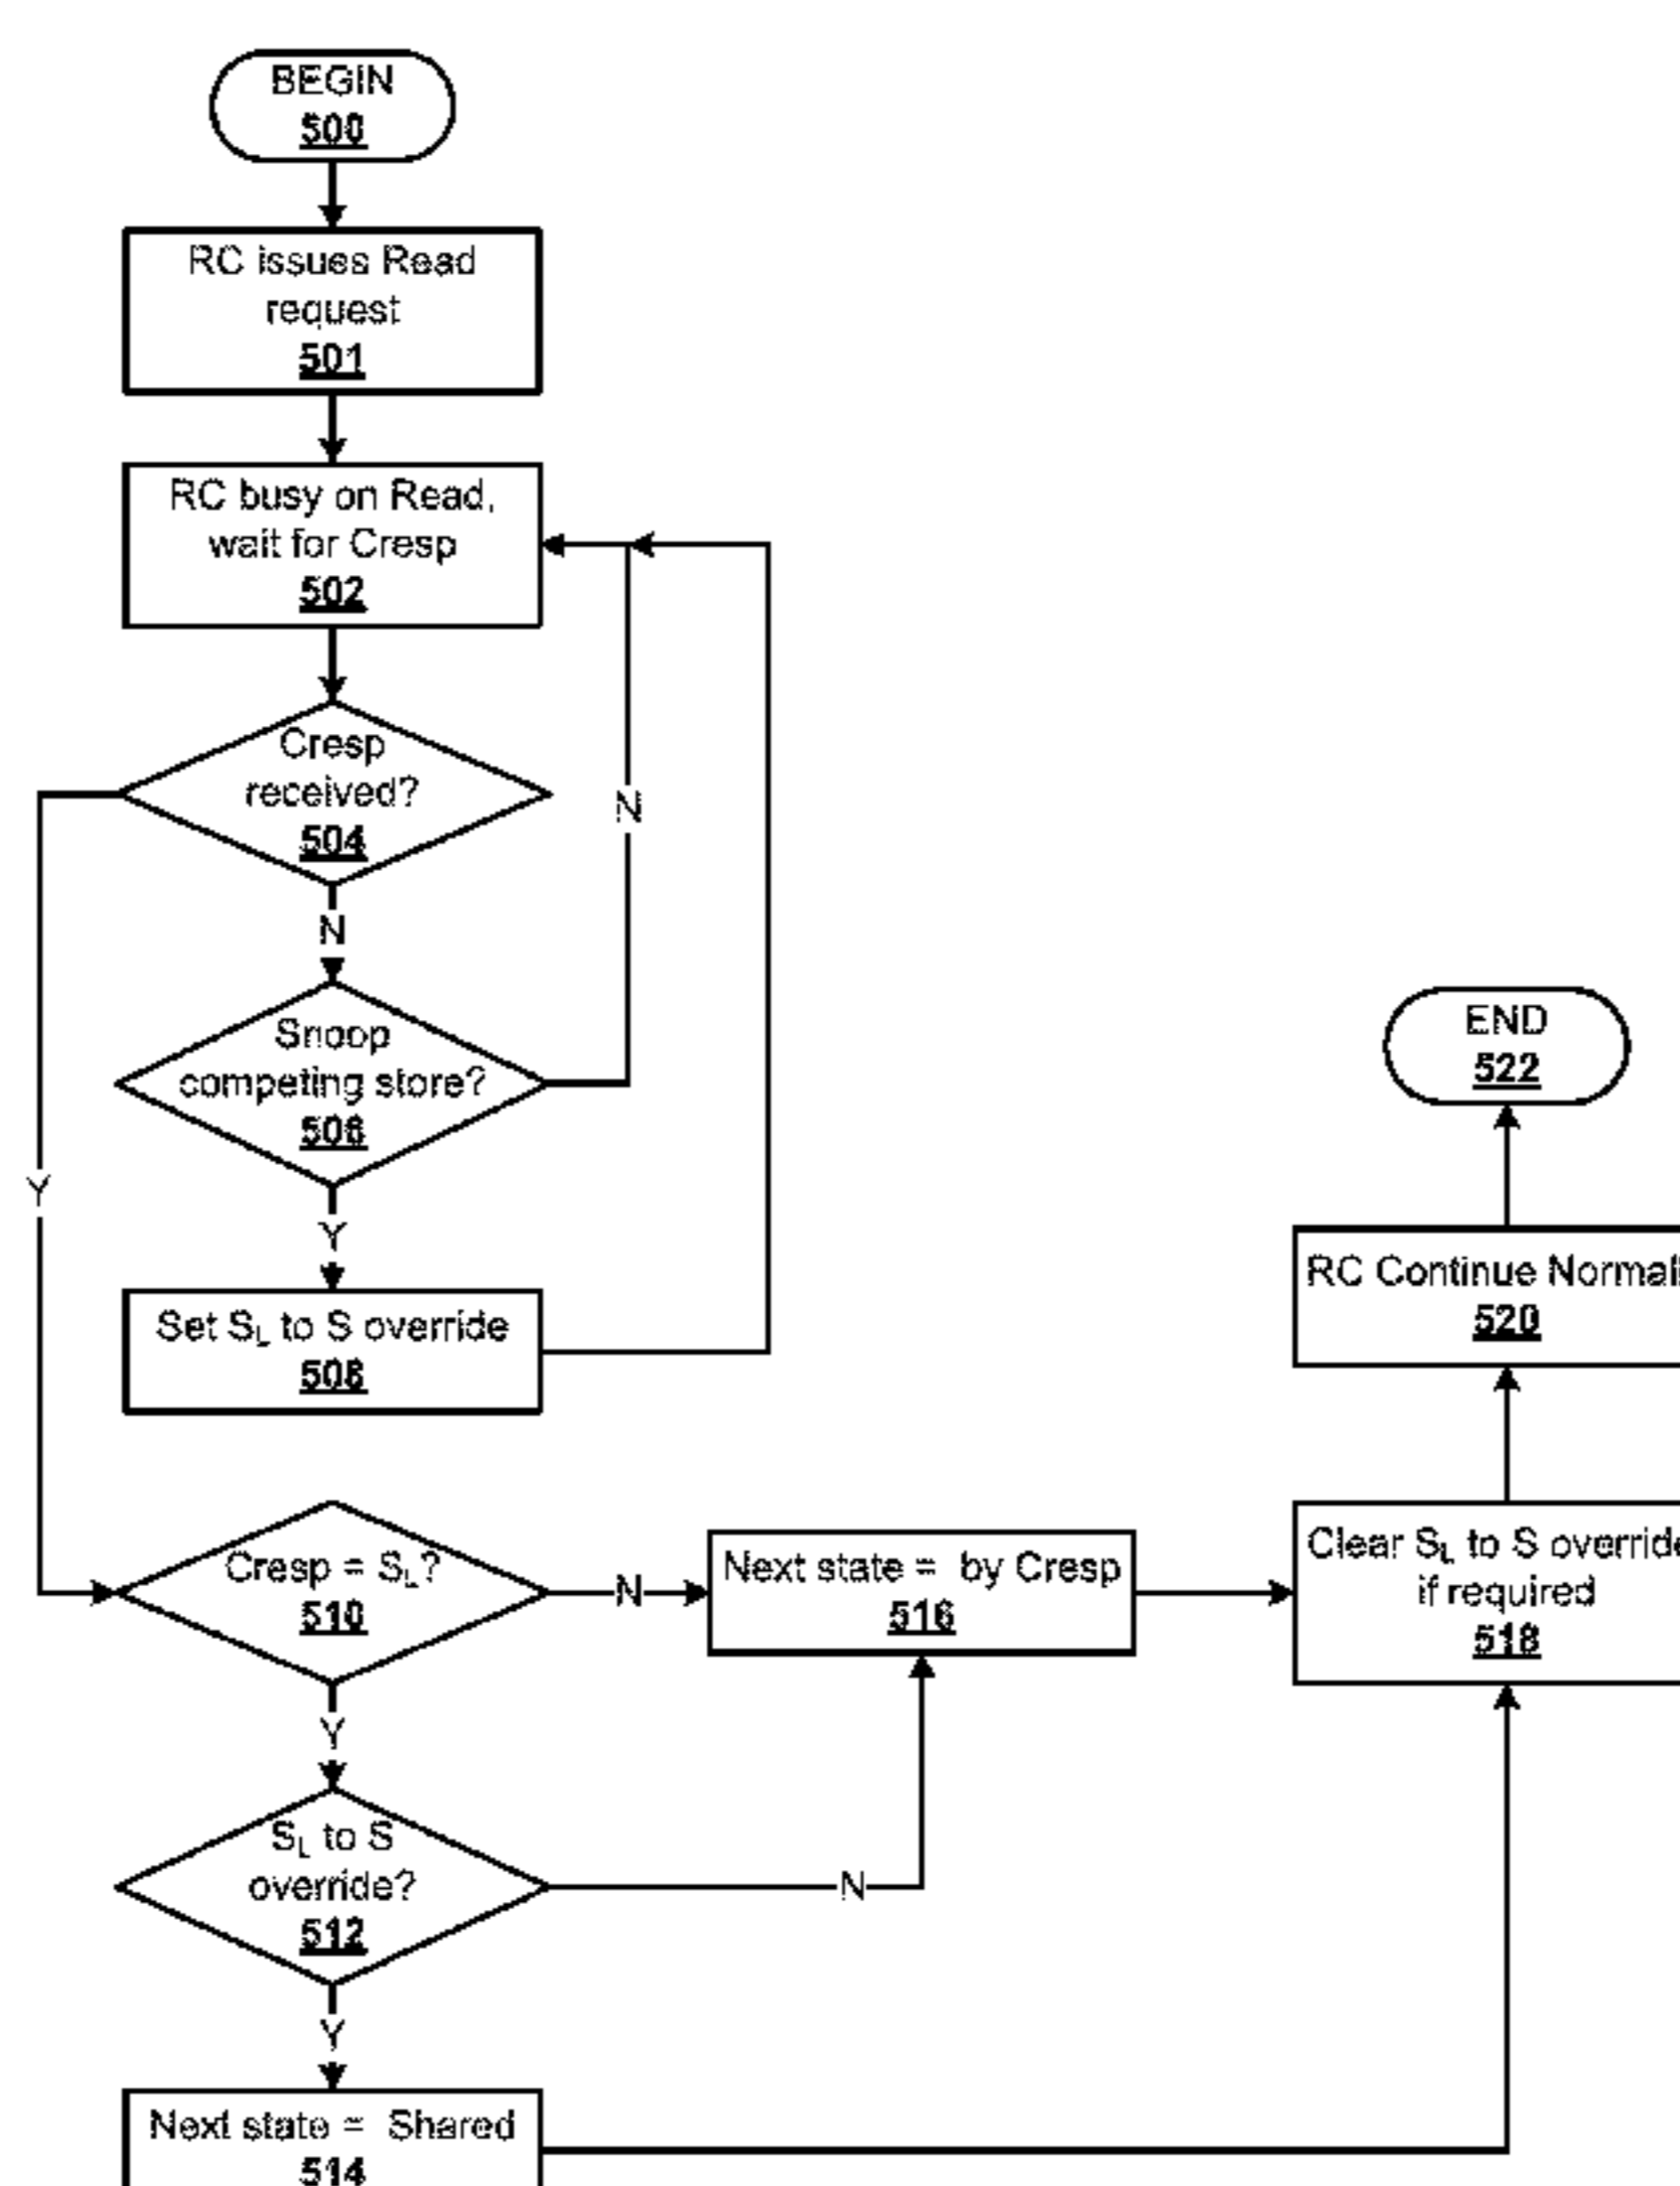 BEGIN
500
RC issues Read
request
501
RC busy on Read,
wait for Cresp
502
Cresp
received?
504
N
N
Snoop
competing store?
506
Y
Y
Set SL to S override
508
END
522
RC Continue Normal
520
Cresp = SL?
510
N
Next state = by Cresp
516
Clear SL to S override
if required
518
Y
SL to S
override?
512
N
Y
Next state = Shared
514